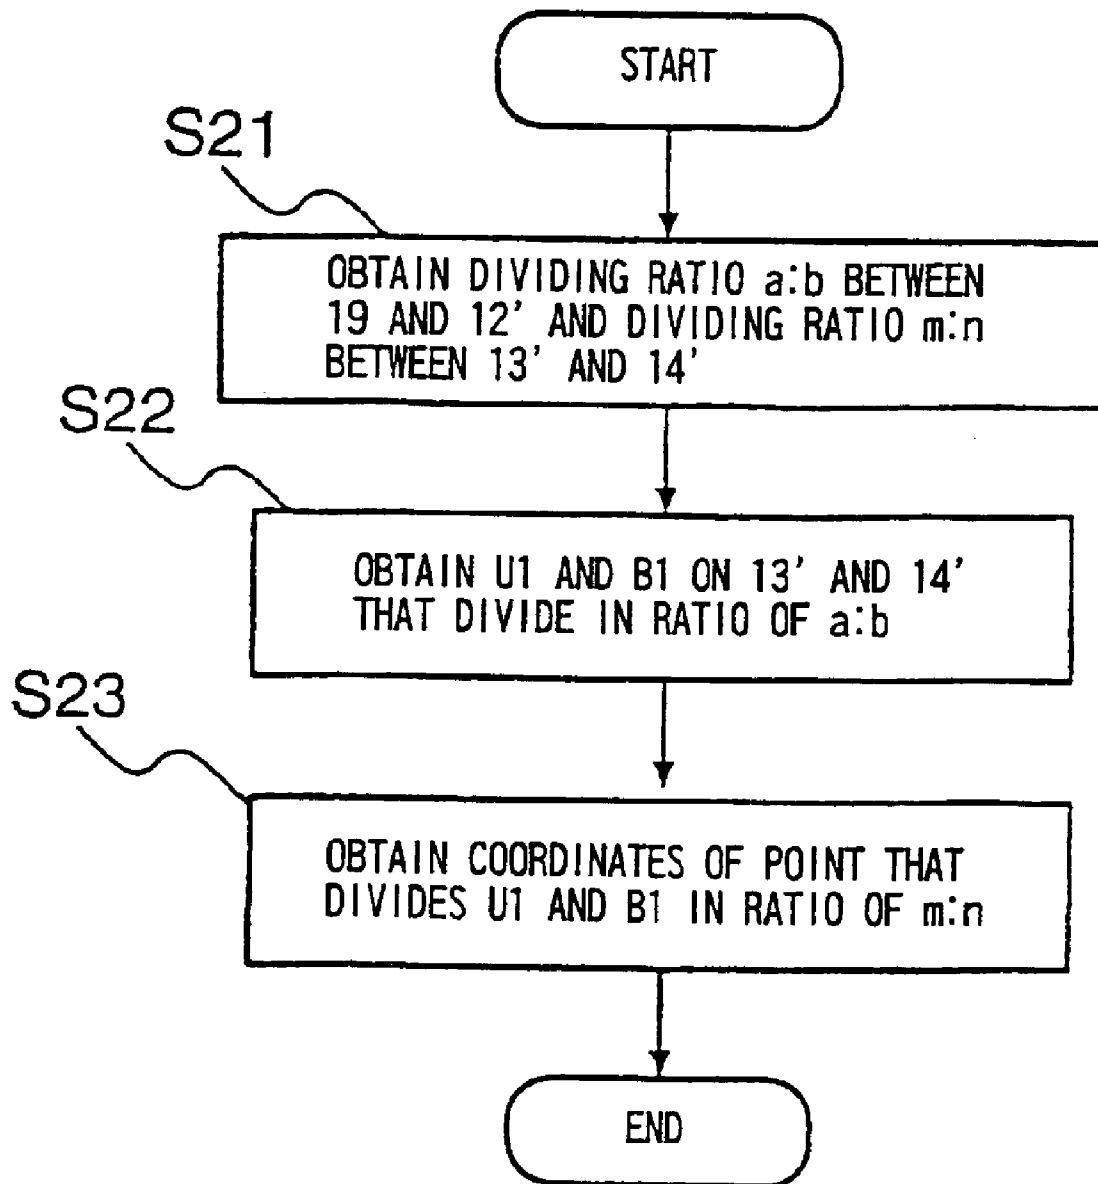 START
S21
OBTAIN DIVIDING RATIO a:b BETWEEN
19 AND 12' AND DIVIDING RATIO m:n
BETWEEN 13' AND 14'
S22
OBTAIN U1 AND B1 ON 13' AND 14'
THAT DIVIDE IN RATIO OF a:b
S23
OBTAIN COORDINATES OF POINT THAT
DIVIDES U1 AND B1 IN RATIO OF m:n
END